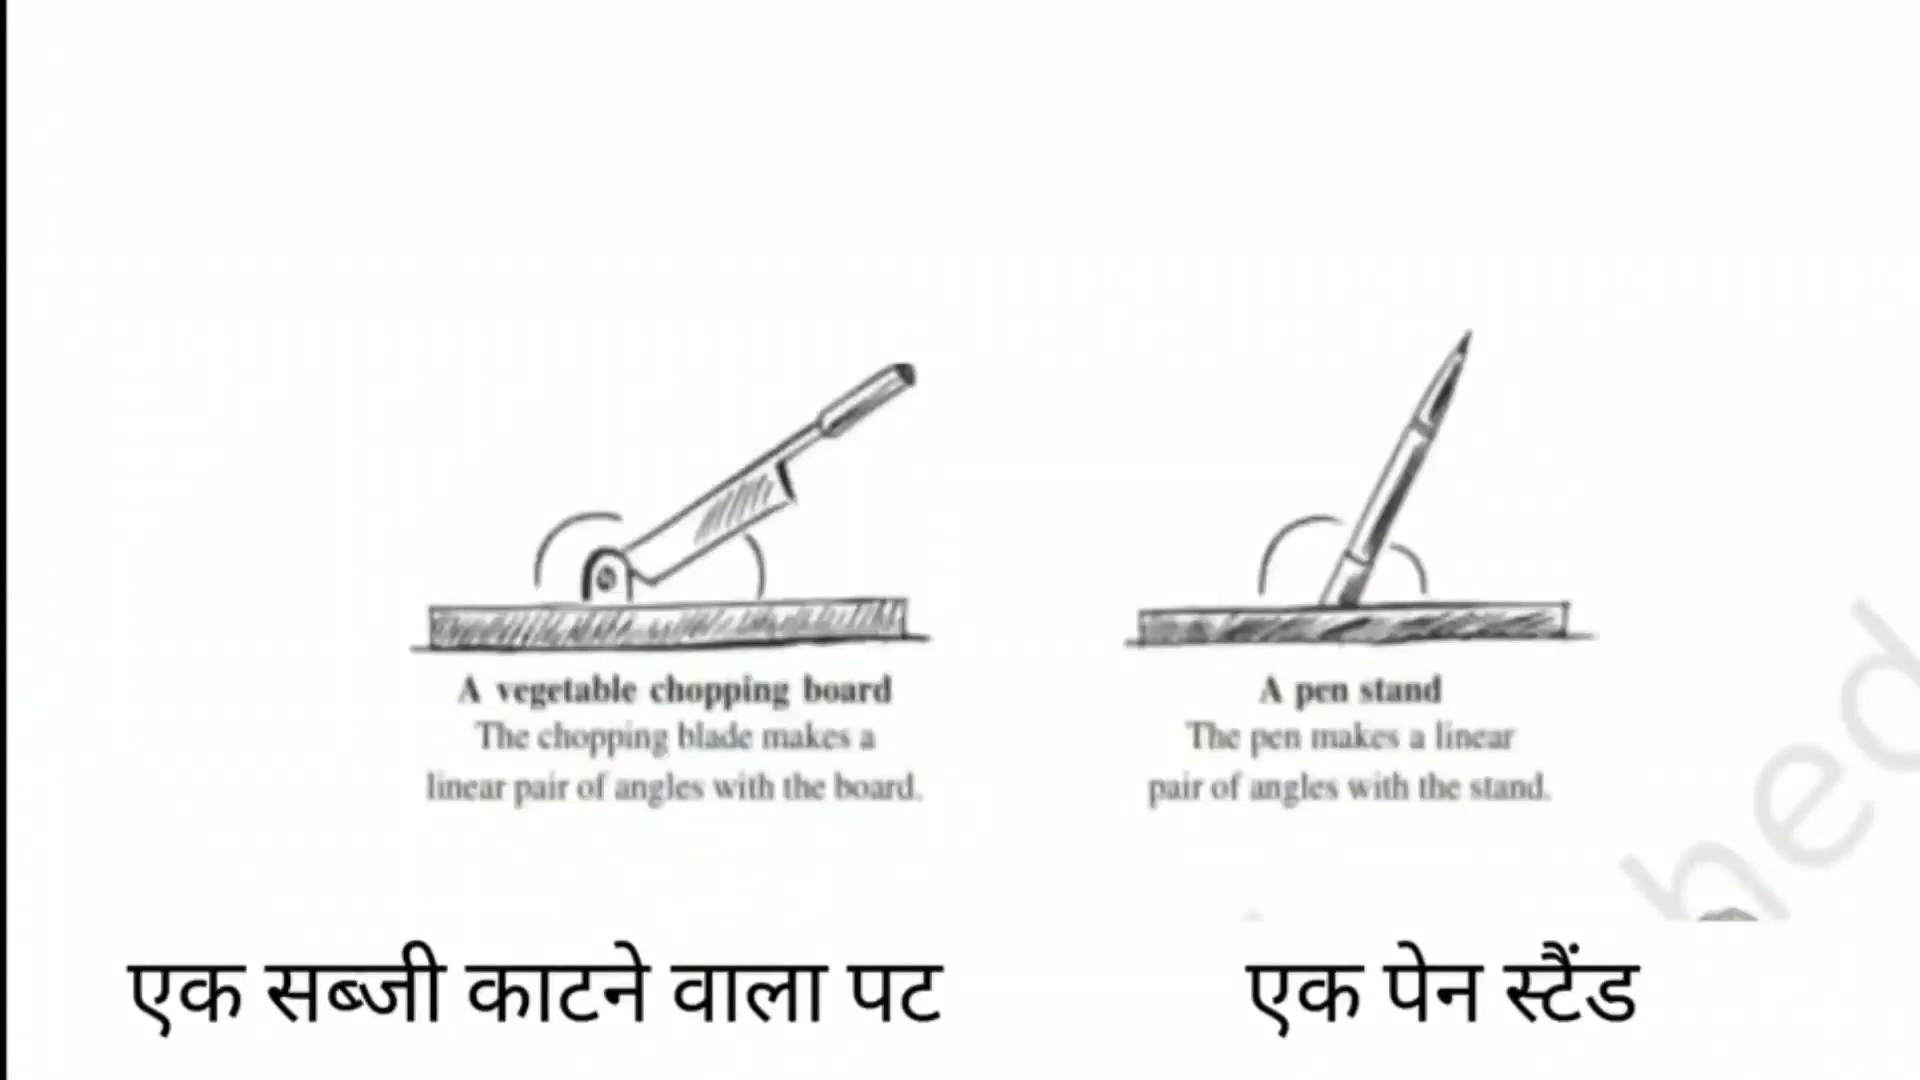 A vegetable chopping board
The chopping blade makes a
linear pair of angles with the board.
A pen stand
The pen makes a linear
pair of angles with the stand.
hed
एक सब्जी काटने वाला पट
एक पेन स्टैंड